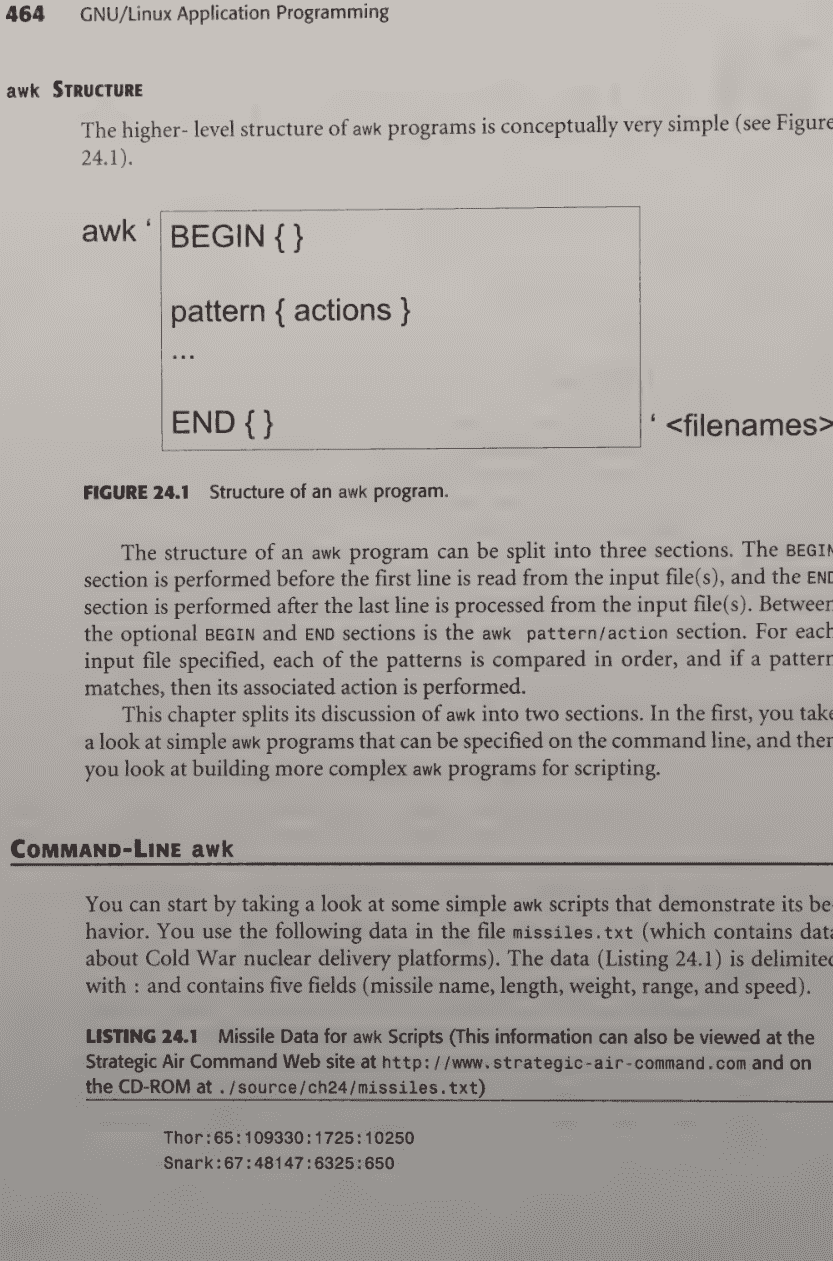 464 GNU/Linux Application Programming
awk STRUCTURE
The higher- level structure of awk programs is conceptually very simple (see Figure
24.1).
awk ‘ BEGIN { }
pattern { actions }
...
END { }
‘ <filenames>
FIGURE 24.1 Structure of an awk program.
The structure of an awk program can be split into three sections. The BEGIN
section is performed before the first line is read from the input file(s), and the END
section is performed after the last line is processed from the input file(s). Between
the optional BEGIN and END sections is the awk pattern/action section. For each
input file specified, each of the patterns is compared in order, and if a pattern
matches, then its associated action is performed.
This chapter splits its discussion of awk into two sections. In the first, you take
a look at simple awk programs that can be specified on the command line, and then
you look at building more complex awk programs for scripting.
COMMAND-LINE awk
You can start by taking a look at some simple awk scripts that demonstrate its be-
havior. You use the following data in the file missiles.txt (which contains data
about Cold War nuclear delivery platforms). The data (Listing 24.1) is delimited
with : and contains five fields (missile name, length, weight, range, and speed).
LISTING 24.1 Missile Data for awk Scripts (This information can also be viewed at the
Strategic Air Command Web site at http://www.strategic-air-command.com and on
the CD-ROM at ./source/ch24/missiles.txt)
Thor:65:109330:1725:10250
Snark:67:48147:6325:650